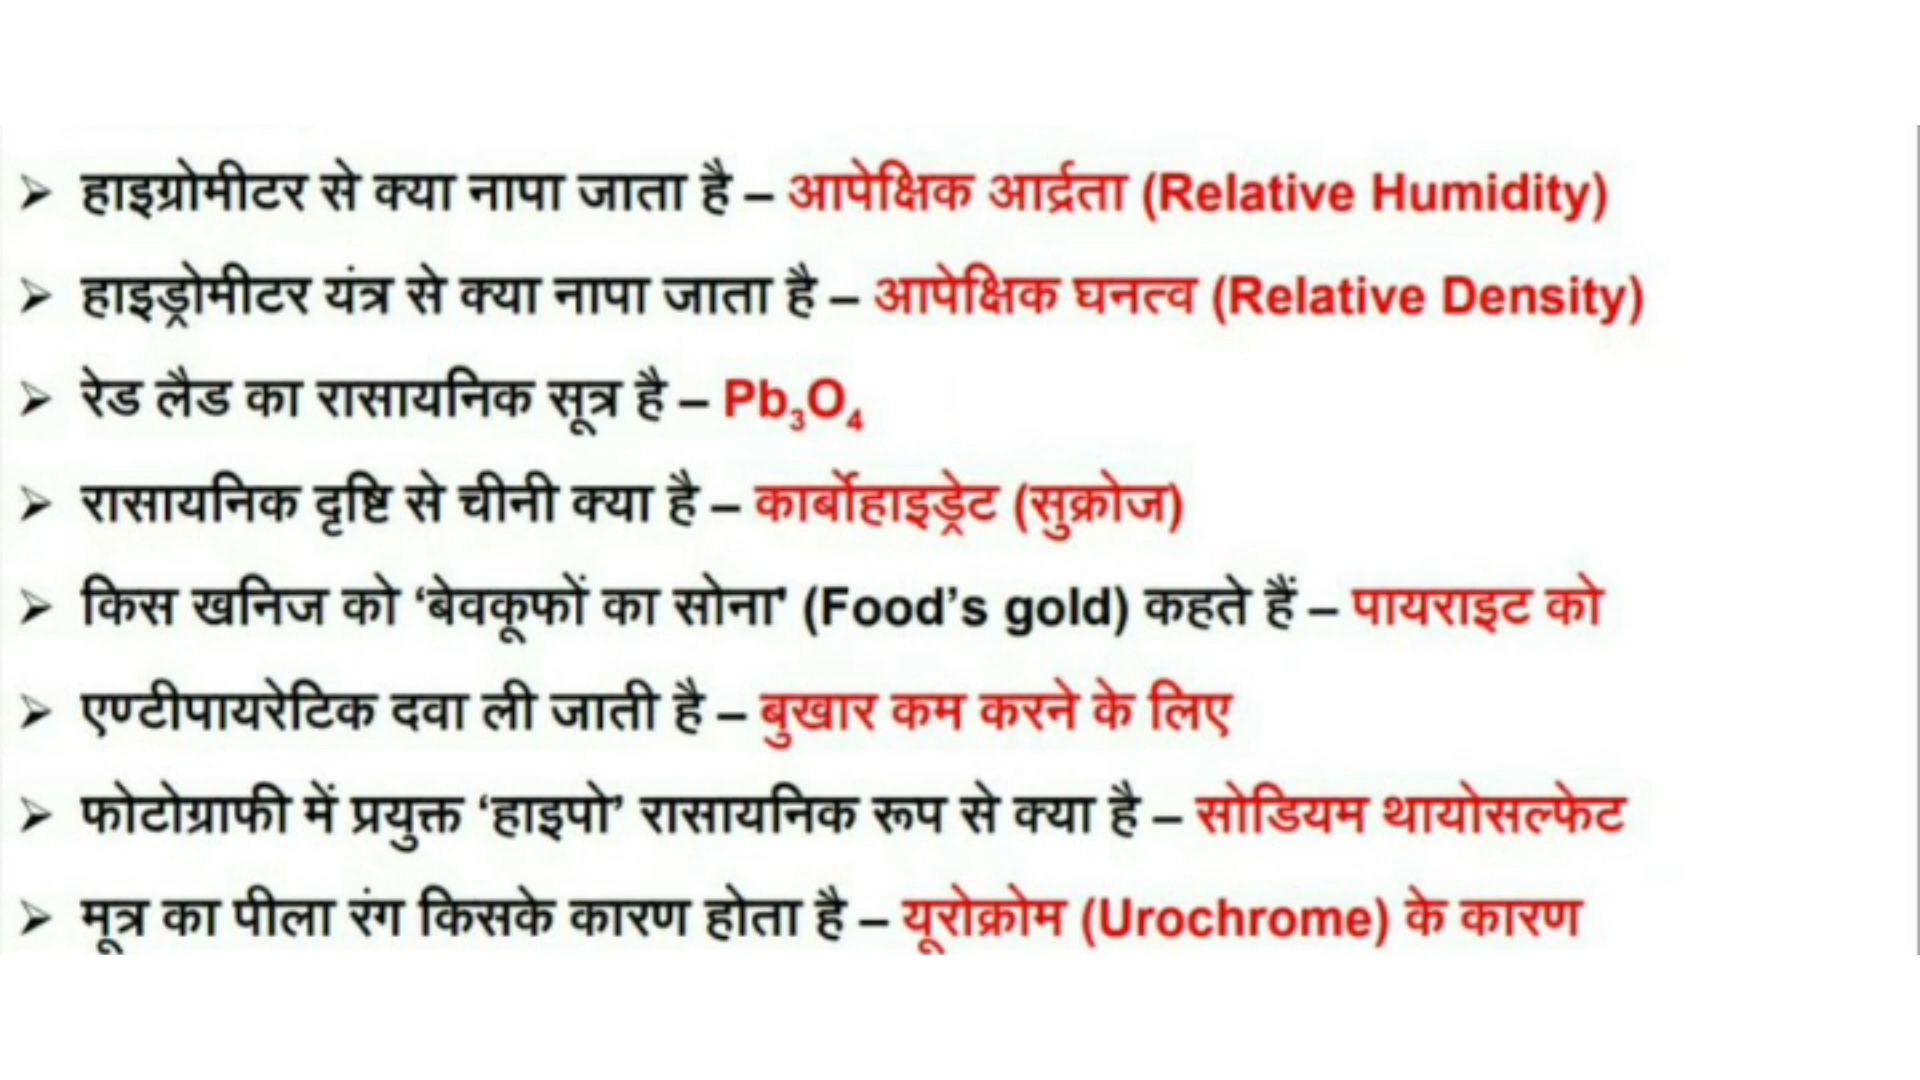 ➢ हाइग्रोमीटर से क्या नापा जाता है – आपेक्षिक आर्द्रता (Relative Humidity)
➢ हाइड्रोमीटर यंत्र से क्या नापा जाता है – आपेक्षिक घनत्व (Relative Density)
➢ रेड लैड का रासायनिक सूत्र है – Pb₃O₄
➢ रासायनिक दृष्टि से चीनी क्या है – कार्बोहाइड्रेट (सुक्रोज)
➢ किस खनिज को ‘बेवकूफों का सोना' (Food’s gold) कहते हैं – पायराइट को
➢ एण्टीपायरेटिक दवा ली जाती है – बुखार कम करने के लिए
➢ फोटोग्राफी में प्रयुक्त ‘हाइपो’ रासायनिक रूप से क्या है – सोडियम थायोसल्फेट
➢ मूत्र का पीला रंग किसके कारण होता है – यूरोक्रोम (Urochrome) के कारण